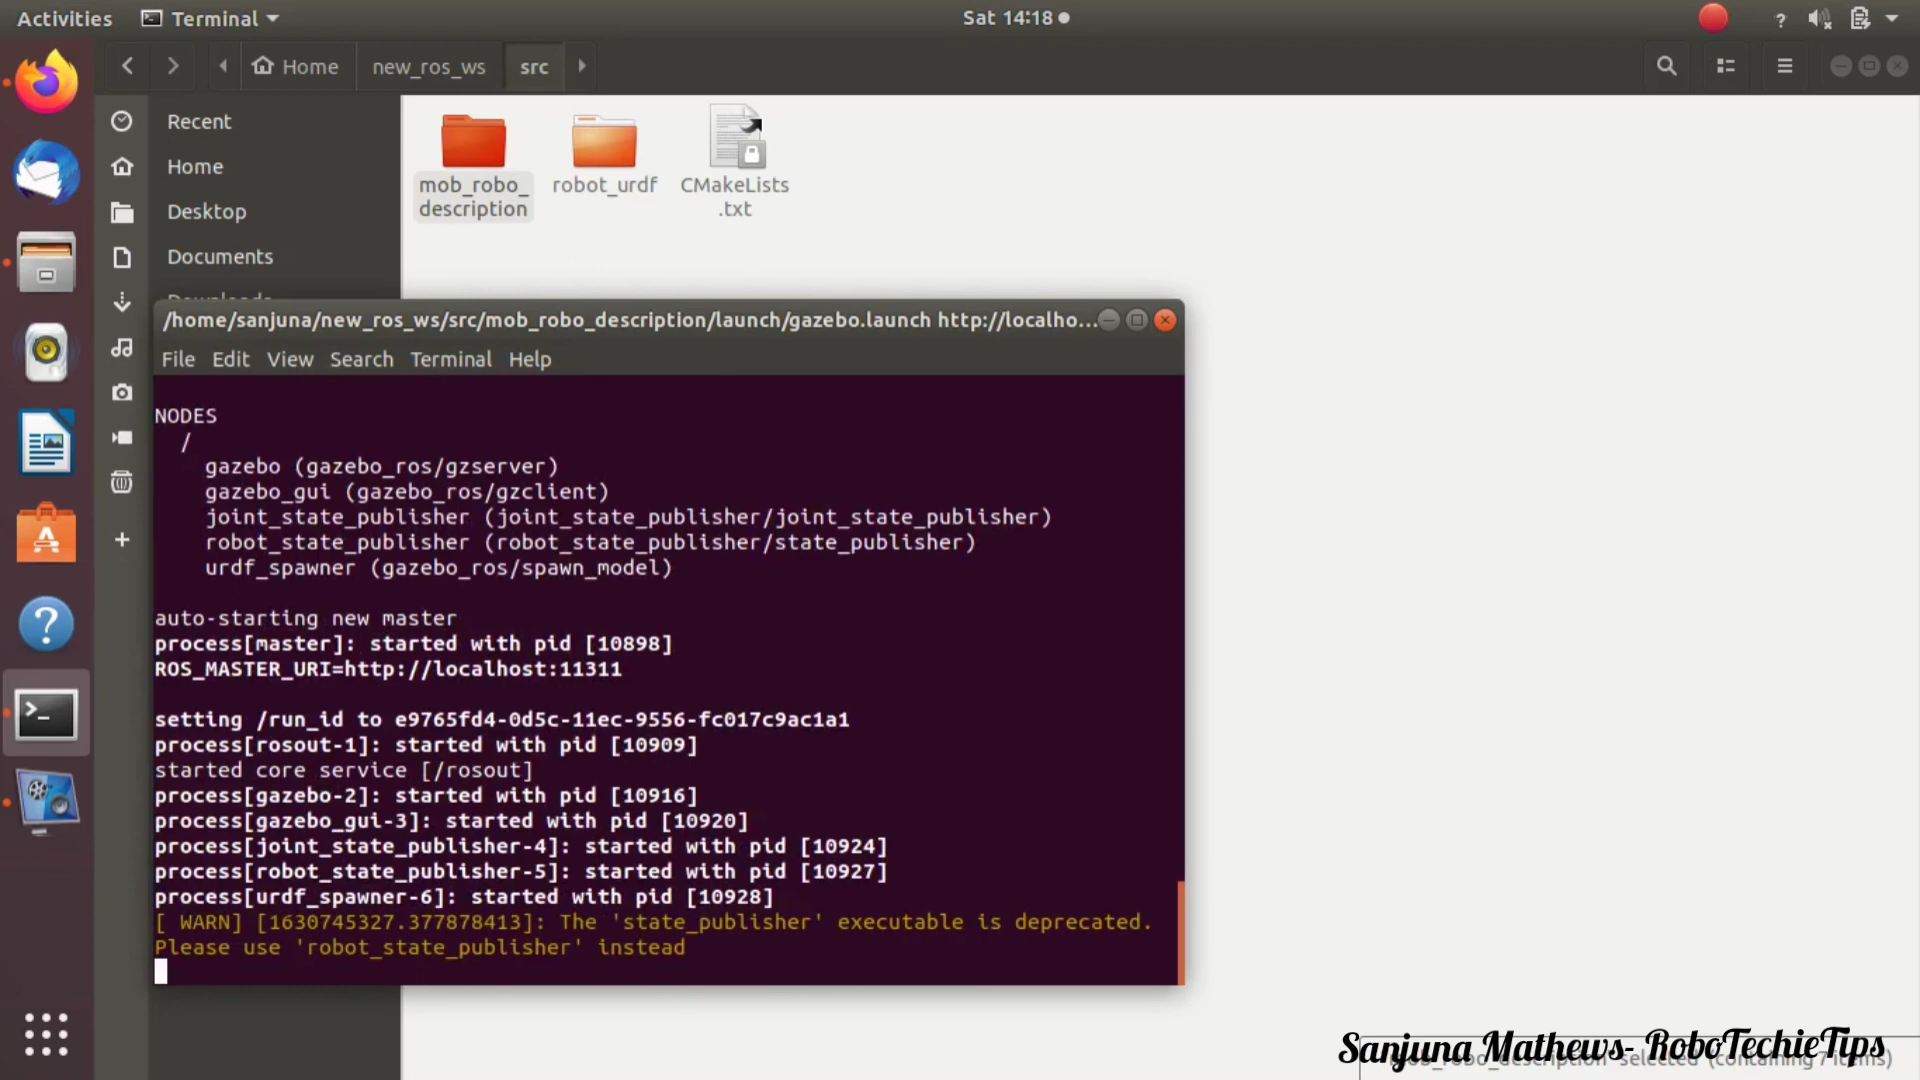 Activities
Terminal
Sat 14:18
Home
new_ros_ws
src
Recent
Home
Desktop
Documents
mob_robo_
description
robot_urdf
CMakeLists
.txt
/home/sanjuna/new_ros_ws/src/mob_robo_description/launch/gazebo.launch http://localho...
File Edit View Search Terminal Help
NODES
/
gazebo (gazebo_ros/gzserver)
gazebo_gui (gazebo_ros/gzclient)
joint_state_publisher (joint_state_publisher/joint_state_publisher)
robot_state_publisher (robot_state_publisher/state_publisher)
urdf_spawner (gazebo_ros/spawn_model)
auto-starting new master
process[master]: started with pid [10898]
ROS_MASTER_URI=http://localhost:11311
setting /run_id to e9765fd4-0d5c-11ec-9556-fc017c9ac1a1
process[rosout-1]: started with pid [10909]
started core service [/rosout]
process[gazebo-2]: started with pid [10916]
process[gazebo_gui-3]: started with pid [10920]
process[joint_state_publisher-4]: started with pid [10924]
process[robot_state_publisher-5]: started with pid [10927]
process[urdf_spawner-6]: started with pid [10928]
[ WARN] [1630745327.377878413]: The 'state_publisher' executable is deprecated.
Please use 'robot_state_publisher' instead
Sanjuna Mathews- RoboTechieTips
selected (containing 7 items)